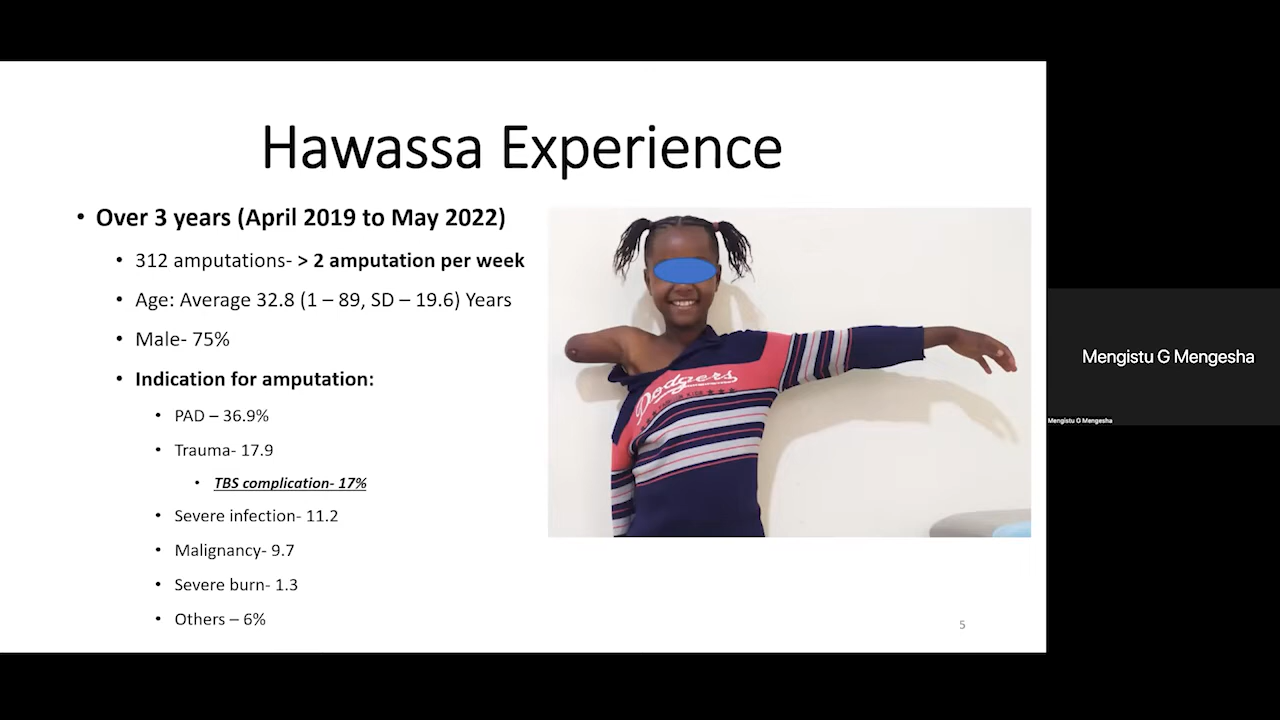 Hawassa Experience
• Over 3 years (April 2019 to May 2022)
• 312 amputations- > 2 amputation per week
• Age: Average 32.8 (1 – 89, SD – 19.6) Years
• Male- 75%
• Indication for amputation:
• PAD – 36.9%
• Trauma- 17.9
• TBS complication- 17%
• Severe infection- 11.2
• Malignancy- 9.7
• Severe burn- 1.3
• Others – 6%
Dodgers
5
Mengistu G Mengesha
Mengistu G Mengesha